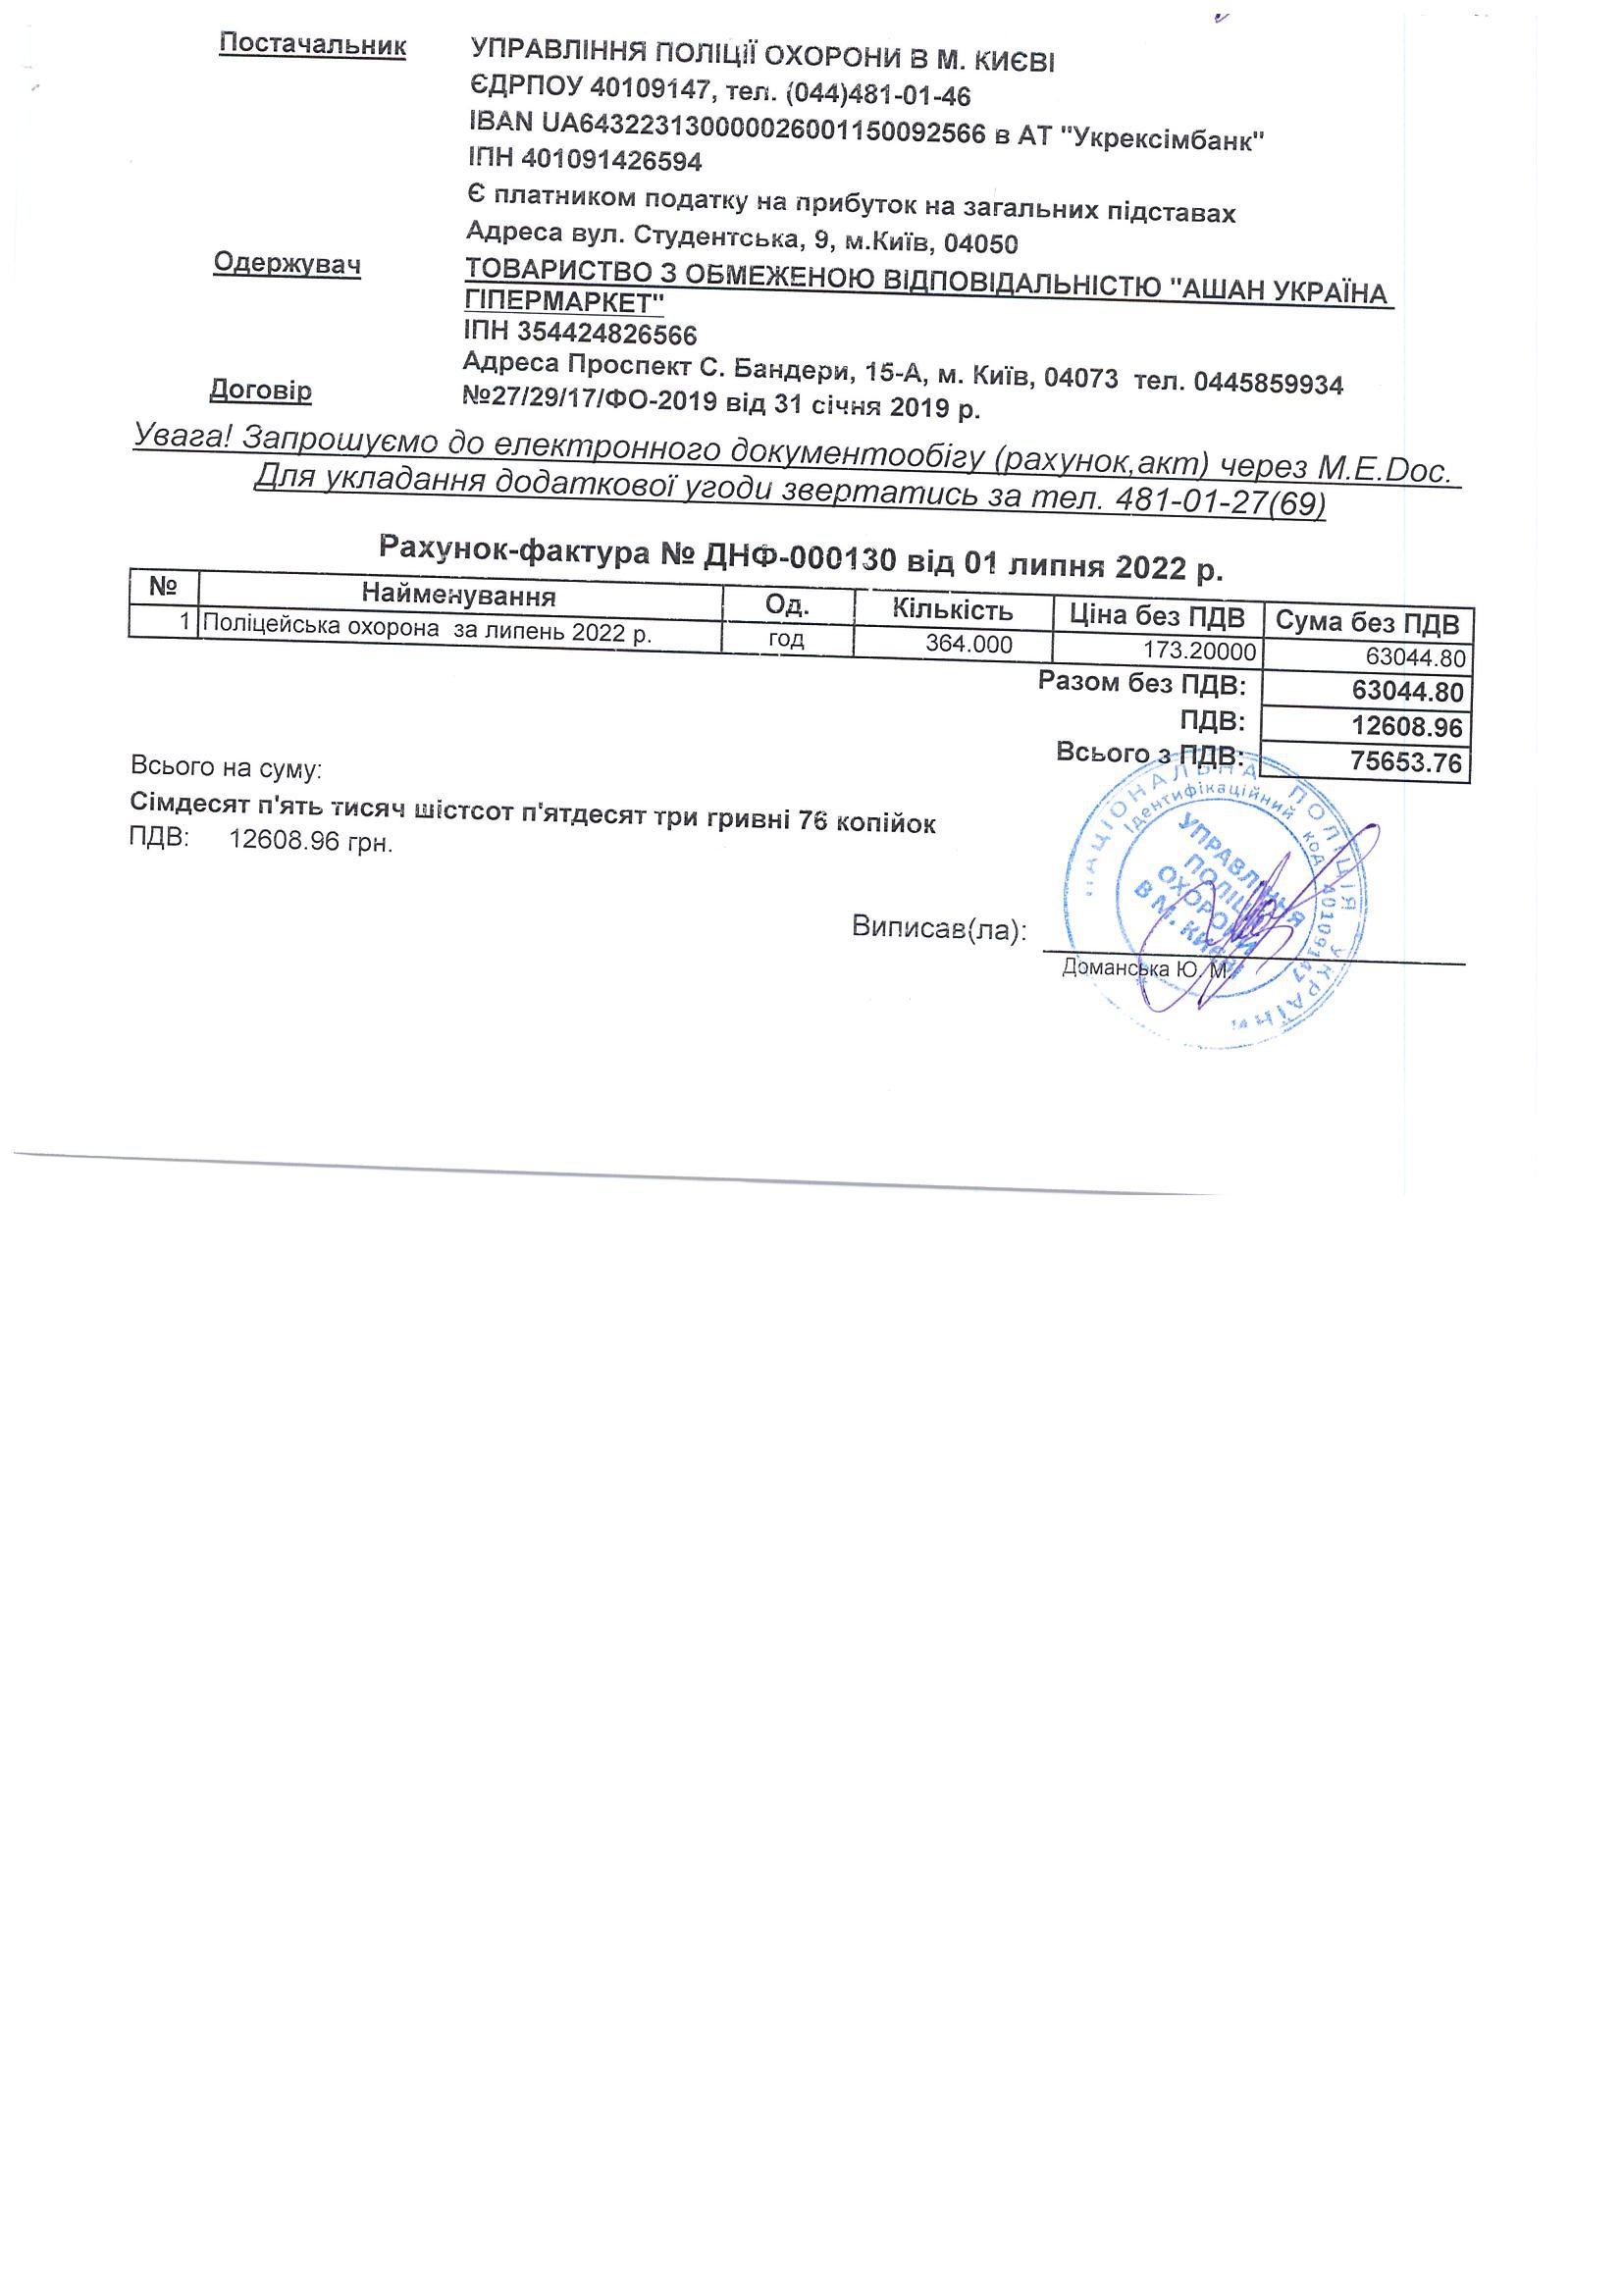 Постачальник УПРАВЛІННЯ ПОЛІЦІЇ ОХОРОНИ В М. КИЄВІ
ЄДРПОУ 40109147, тел. (044)481-01-46
IBAN UA643223130000026001150092566 в АТ "Укрексімбанк"
ІПН 401091426594
Є платником податку на прибуток на загальних підставах
Адреса вул. Студентська, 9, м.Київ, 04050
Одержувач ТОВАРИСТВО З ОБМЕЖЕНОЮ ВІДПОВІДАЛЬНІСТЮ "АШАН УКРАЇНА
ГІПЕРМАРКЕТ"
ІПН 354424826566
Адреса Проспект С. Бандери, 15-А, м. Київ, 04073 тел. 0445859934
Договір №27/29/17/ФО-2019 від 31 січня 2019 р.
Увага! Запрошуємо до електронного документообігу (рахунок,акт) через M.E.Doc.
Для укладання додаткової угоди звертатись за тел. 481-01-27(69)
Рахунок-фактура № ДНФ-000130 від 01 липня 2022 р.
№ Найменування Од. Кількість Ціна без ПДВ Сума без ПДВ
1 Поліцейська охорона за липень 2022 р. год 364.000 173.20000 63044.80
Разом без ПДВ: 63044.80
ПДВ: 12608.96
Всього з ПДВ: 75653.76
Всього на суму:
Сімдесят п'ять тисяч шістсот п'ятдесят три гривні 76 копійок
ПДВ: 12608.96 грн.
Виписав(ла):
Доманська Ю. М.
НАЦІОНАЛЬНА ПОЛІЦІЯ УКРАЇНИ
Ідентифікаційний код 40109147
УПРАВЛІННЯ
ПОЛІЦІЇ
ОХОРОНИ
В М. КИЄВІ